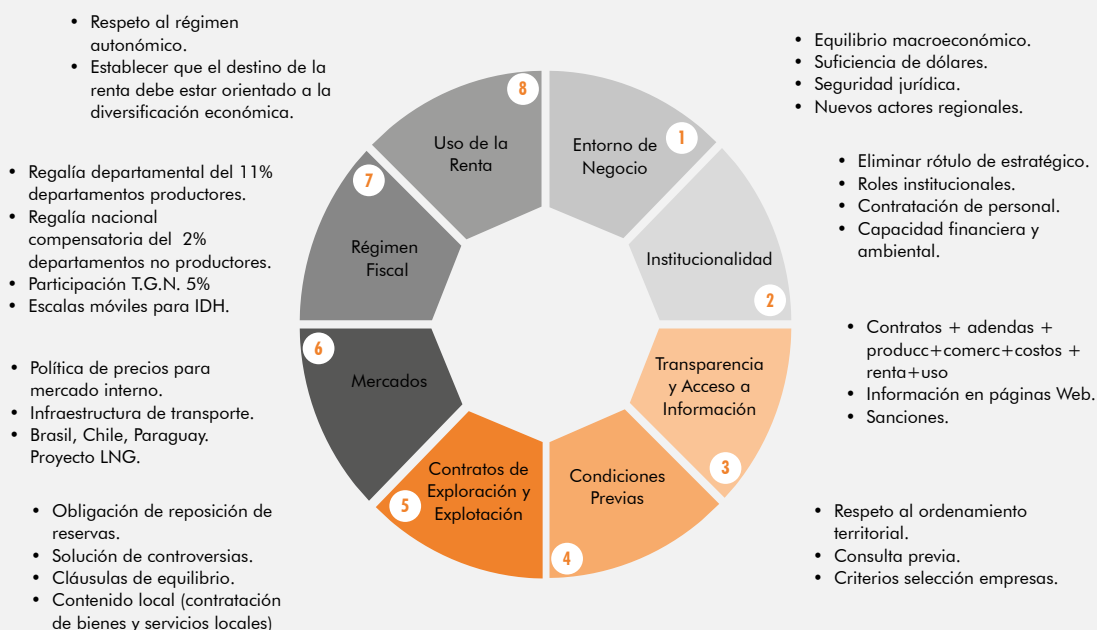 • Respeto al régimen
autonómico.
• Establecer que el destino de la
renta debe estar orientado a la
diversificación económica.
• Equilibrio macroeconómico.
• Suficiencia de dólares.
• Seguridad jurídica.
• Nuevos actores regionales.
8
Uso de la
Renta
1
Entorno de
Negocio
• Regalía departamental del 11%
departamentos productores.
• Regalía nacional
compensatoria del 2%
departamentos no productores.
• Participación T.G.N. 5%
• Escalas móviles para IDH.
7
Régimen
Fiscal
Institucionalidad
2
• Eliminar rótulo de estratégico.
• Roles institucionales.
• Contratación de personal.
• Capacidad financiera y
ambiental.
• Política de precios para
mercado interno.
• Infraestructura de transporte.
• Brasil, Chile, Paraguay.
Proyecto LNG.
6
Mercados
Transparencia
y Acceso a
Información
3
• Contratos + adendas +
producc+comerc+costos +
renta+uso
• Información en páginas Web.
• Sanciones.
• Obligación de reposición de
reservas.
• Solución de controversias.
• Cláusulas de equilibrio.
• Contenido local (contratación
de bienes y servicios locales)
Contratos de
Exploración y
Explotación
5
Condiciones
Previas
4
• Respeto al ordenamiento
territorial.
• Consulta previa.
• Criterios selección empresas.